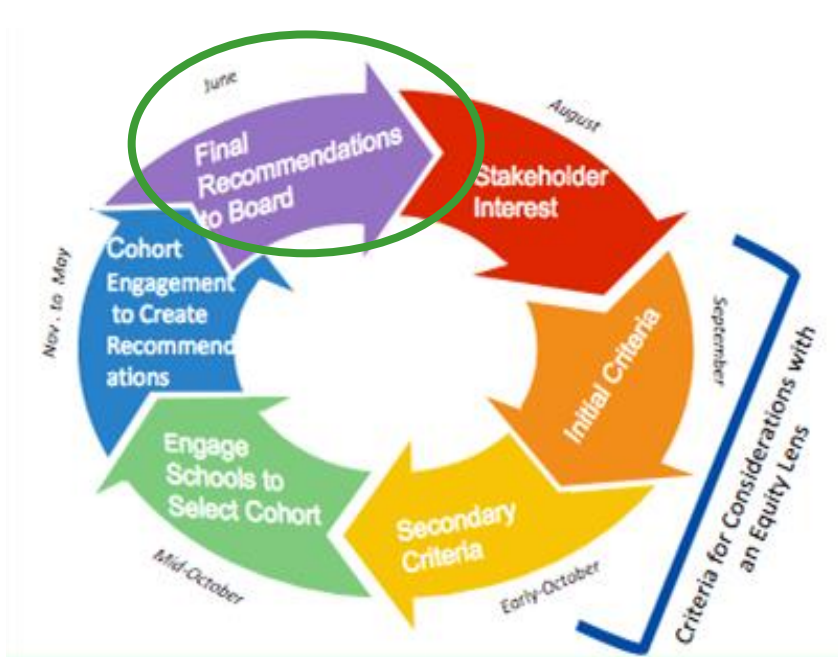 June
Final
Recommendations
to Board
August
Stakeholder
Interest
September
Initial Criteria
Criteria for Considerations with
an Equity Lens
Early-October
Secondary
Criteria
Mid-October
Engage
Schools to
Select Cohort
Nov. to May
Cohort
Engagement
to Create
Recommend
ations